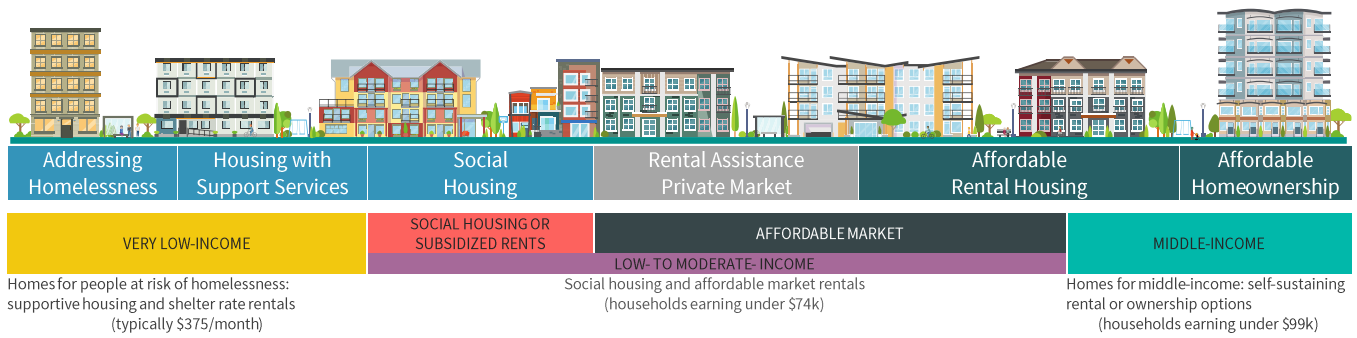 Addressing
Homelessness
Housing with
Support Services
Social
Housing
Rental Assistance
Private Market
Affordable
Rental Housing
Affordable
Homeownership
VERY LOW-INCOME
SOCIAL HOUSING OR
SUBSIDIZED RENTS
AFFORDABLE MARKET
LOW- TO MODERATE- INCOME
MIDDLE-INCOME
Homes for people at risk of homelessness:
supportive housing and shelter rate rentals
(typically $375/month)
Social housing and affordable market rentals
(households earning under $74k)
Homes for middle-income: self-sustaining
rental or ownership options
(households earning under $99k)